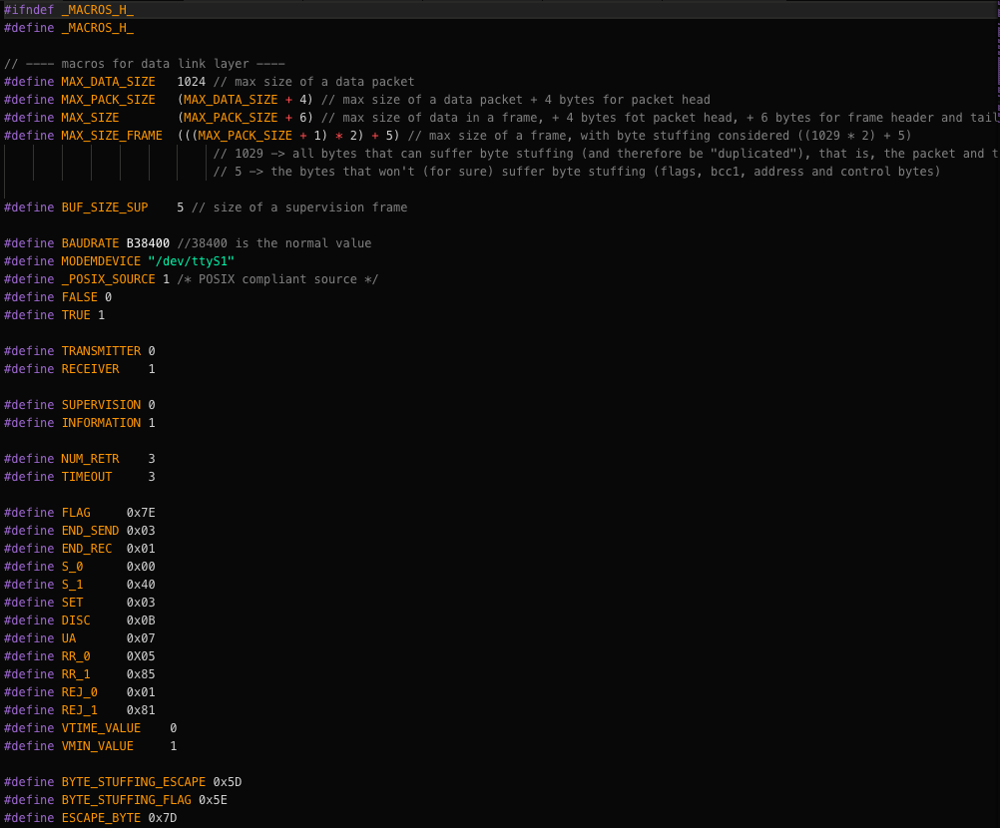 #ifndef _MACROS_H_
#define _MACROS_H_
// ---- macros for data link layer ----
#define MAX_DATA_SIZE 1024 // max size of a data packet
#define MAX_PACK_SIZE (MAX_DATA_SIZE + 4) // max size of a data packet + 4 bytes for packet head
#define MAX_SIZE (MAX_PACK_SIZE + 6) // max size of data in a frame, + 4 bytes fot packet head, + 6 bytes for frame header and tail
#define MAX_SIZE_FRAME (((MAX_PACK_SIZE + 1) * 2) + 5) // max size of a frame, with byte stuffing considered ((1029 * 2) + 5)
// 1029 -> all bytes that can suffer byte stuffing (and therefore be "duplicated"), that is, the packet and
// 5 -> the bytes that won't (for sure) suffer byte stuffing (flags, bcc1, address and control bytes)
#define BUF_SIZE_SUP 5 // size of a supervision frame
#define BAUDRATE B38400 //38400 is the normal value
#define MODEMDEVICE "/dev/ttyS1"
#define _POSIX_SOURCE 1 /* POSIX compliant source */
#define FALSE 0
#define TRUE 1
#define TRANSMITTER 0
#define RECEIVER 1
#define SUPERVISION 0
#define INFORMATION 1
#define NUM_RETR 3
#define TIMEOUT 3
#define FLAG 0x7E
#define END_SEND 0x03
#define END_REC 0x01
#define S_0 0x00
#define S_1 0x40
#define SET 0x03
#define DISC 0x0B
#define UA 0x07
#define RR_0 0X05
#define RR_1 0x85
#define REJ_0 0x01
#define REJ_1 0x81
#define VTIME_VALUE 0
#define VMIN_VALUE 1
#define BYTE_STUFFING_ESCAPE 0x5D
#define BYTE_STUFFING_FLAG 0x5E
#define ESCAPE_BYTE 0x7D